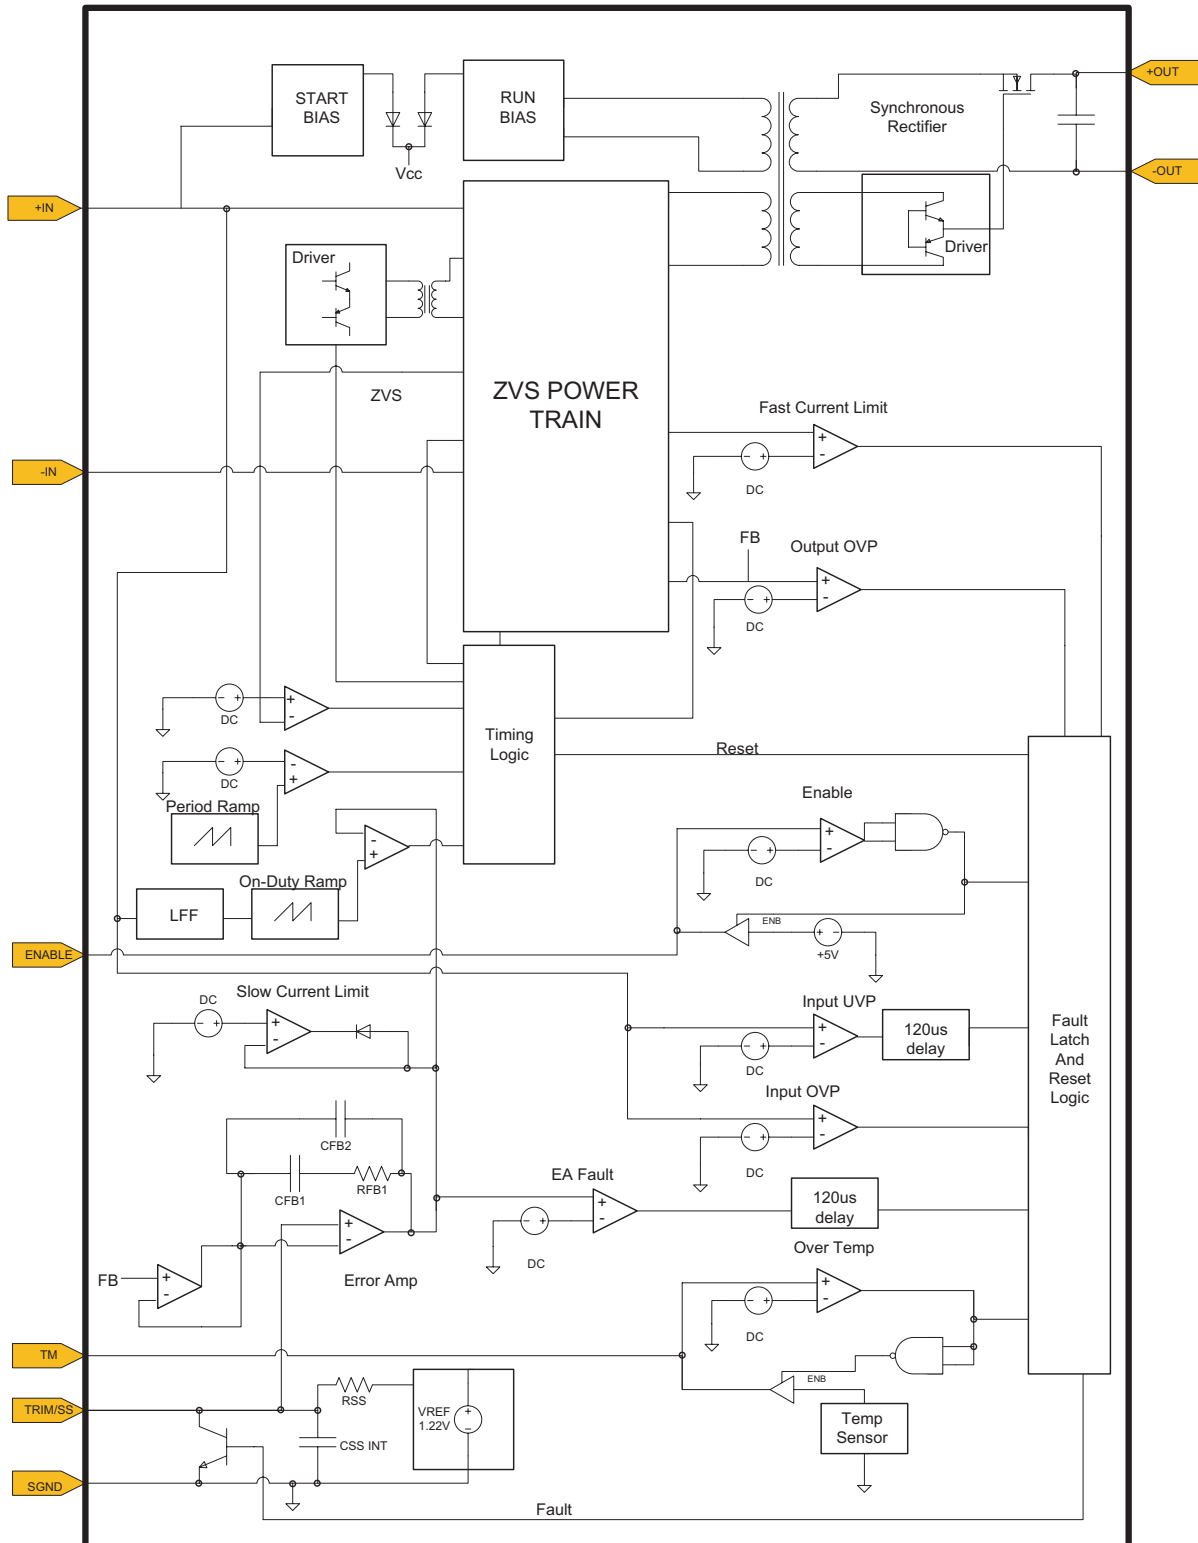 START
BIAS
RUN
BIAS
Vcc
Synchronous
Rectifier
+OUT
-OUT
+IN
Driver
Driver
ZVS
ZVS POWER
TRAIN
Fast Current Limit
+
-
- +
DC
-IN
FB
Output OVP
+
-
- +
DC
- +
DC
+
-
Timing
Logic
- +
DC
-
+
Reset
Period Ramp
Enable
+
-
- +
DC
-
+
On-Duty Ramp
LFF
ENB
+ -
+5V
ENABLE
Slow Current Limit
DC
- +
+
-
Input UVP
+
-
- +
DC
120us
delay
Fault
Latch
And
Reset
Logic
Input OVP
+
-
- +
DC
CFB2
CFB1
RFB1
EA Fault
+
-
- +
DC
120us
delay
+
-
Error Amp
FB
+
-
Over Temp
+
-
- +
DC
TM
ENB
TRIM/SS
RSS
VREF
1.22V
+
-
CSS INT
Temp
Sensor
SGND
Fault